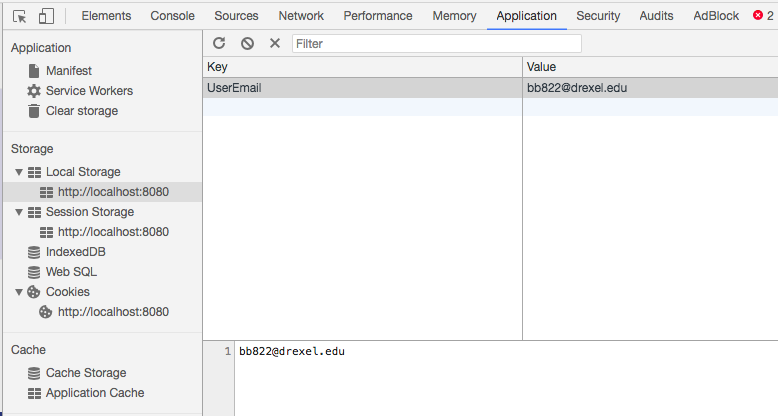 Elements Console Sources Network Performance Memory Application Security Audits AdBlock 2
Application
Manifest
Service Workers
Clear storage
Storage
Local Storage
http://localhost:8080
Session Storage
http://localhost:8080
IndexedDB
Web SQL
Cookies
http://localhost:8080
Cache
Cache Storage
Application Cache
Filter
Key Value
UserEmail bb822@drexel.edu
1 bb822@drexel.edu